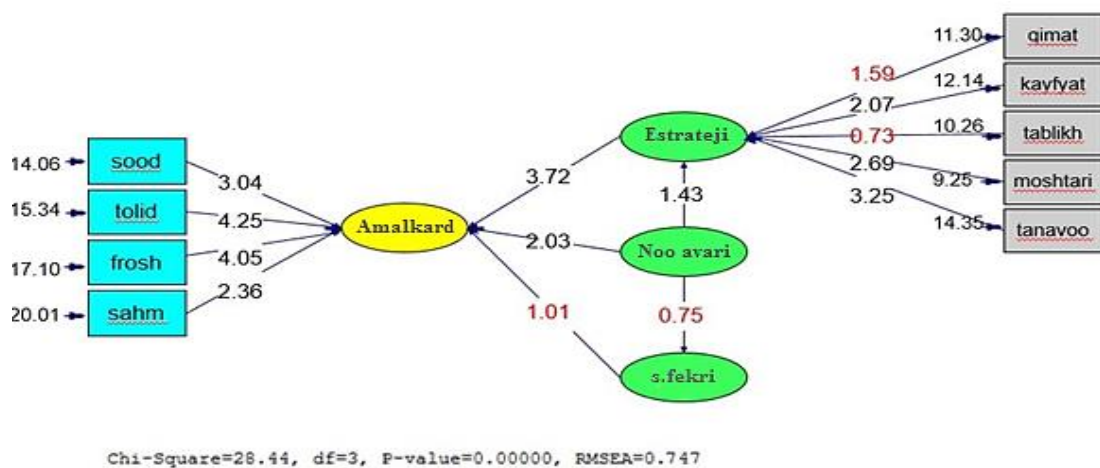 11.30 qimat
1.59
12.14 kayfyat
2.07
0.73 10.26 tablikh
2.69
9.25 moshtari
3.25
14.35 tanavoo
Estrateji
14.06 sood
3.04
15.34 tolid
4.25
17.10 frosh
4.05
20.01 sahm
2.36
Amalkard
3.72
1.43
2.03
Noo avari
1.01
0.75
s.fekri
Chi-Square=28.44, df=3, P-value=0.00000, RMSEA=0.747